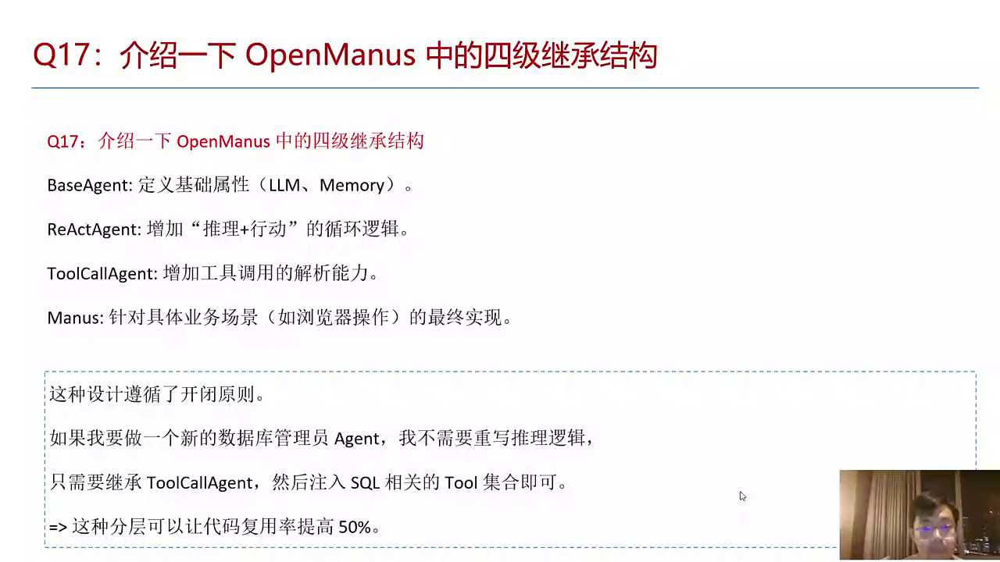 Q17：介绍一下 OpenManus 中的四级继承结构
Q17：介绍一下 OpenManus 中的四级继承结构
BaseAgent: 定义基础属性（LLM、Memory）。
ReActAgent: 增加“推理+行动”的循环逻辑。
ToolCallAgent: 增加工具调用的解析能力。
Manus: 针对具体业务场景（如浏览器操作）的最终实现。
这种设计遵循了开闭原则。
如果我要做一个新的数据库管理员 Agent，我不需要重写推理逻辑，
只需要继承 ToolCallAgent，然后注入 SQL 相关的 Tool 集合即可。
=> 这种分层可以让代码复用率提高 50%。